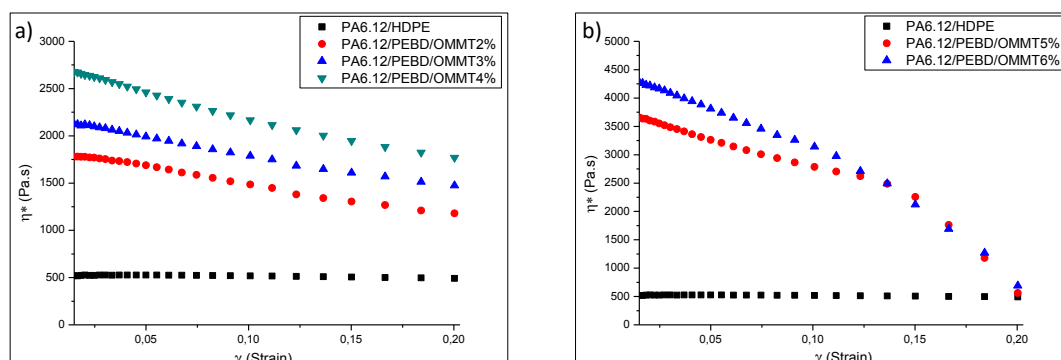 a)
PA6.12/HDPE
PA6.12/PEBD/OMMT2%
PA6.12/PEBD/OMMT3%
PA6.12/PEBD/OMMT4%
3000
2500
2000
1500
1000
500
0
η* (Pa.s)
0,05
0,10
0,15
0,20
γ (Strain)
b)
PA6.12/HDPE
PA6.12/PEBD/OMMT5%
PA6.12/PEBD/OMMT6%
5000
4500
4000
3500
3000
2500
2000
1500
1000
500
0
η* (Pa.s)
0,05
0,10
0,15
0,20
γ (Strain)